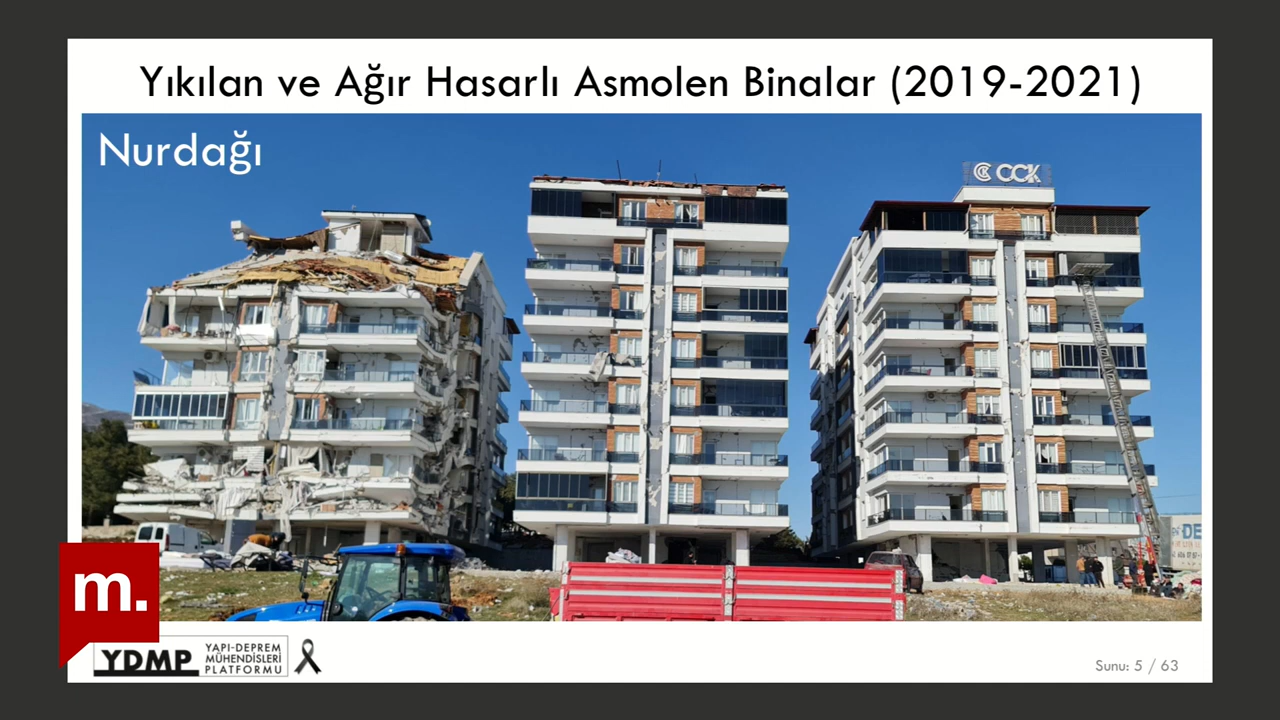 Yıkılan ve Ağır Hasarlı Asmolen Binalar (2019-2021)
Nurdağı
CCK
m.
YDMP
YAPI-DEPREM
MÜHENDİSLERİ
PLATFORMU
Sunu: 5 / 63